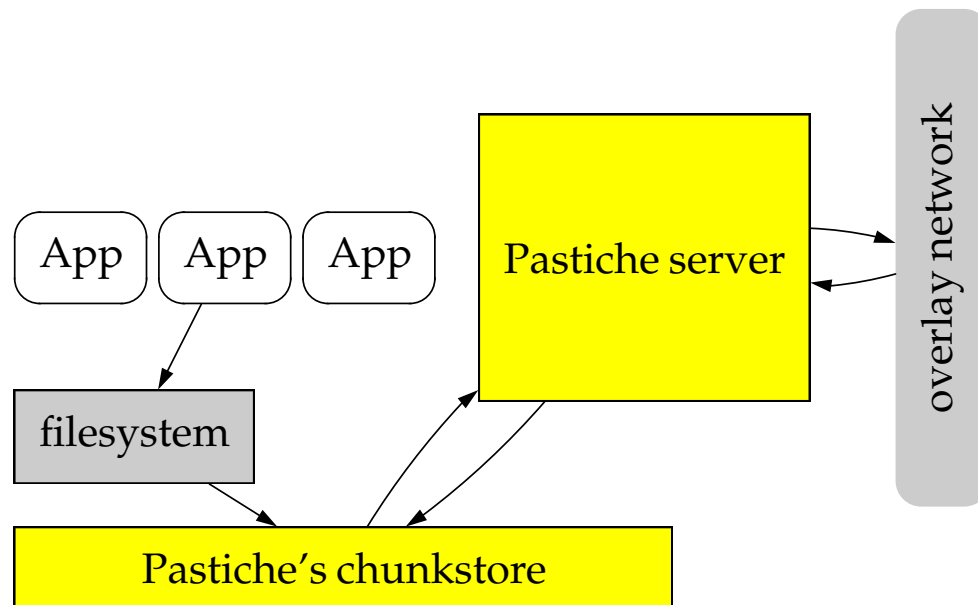 App
App
App
Pastiche server
overlay network
filesystem
Pastiche’s chunkstore